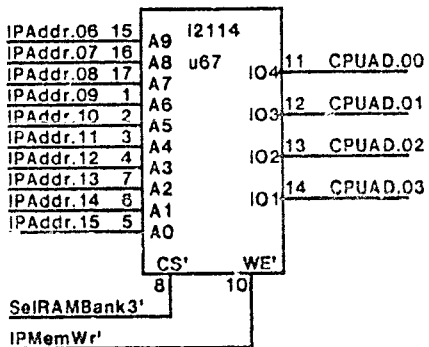 I2114
u67
IPAddr.06 15 A9
IPAddr.07 16 A8
IPAddr.08 17 A7
IPAddr.09 1 A6
IPAddr.10 2 A5
IPAddr.11 3 A4
IPAddr.12 4 A3
IPAddr.13 7 A2
IPAddr.14 6 A1
IPAddr.15 5 A0
IO4 11 CPUAD.00
IO3 12 CPUAD.01
IO2 13 CPUAD.02
IO1 14 CPUAD.03
CS' WE'
8 10
SelRAMBank3'
IPMemWr'